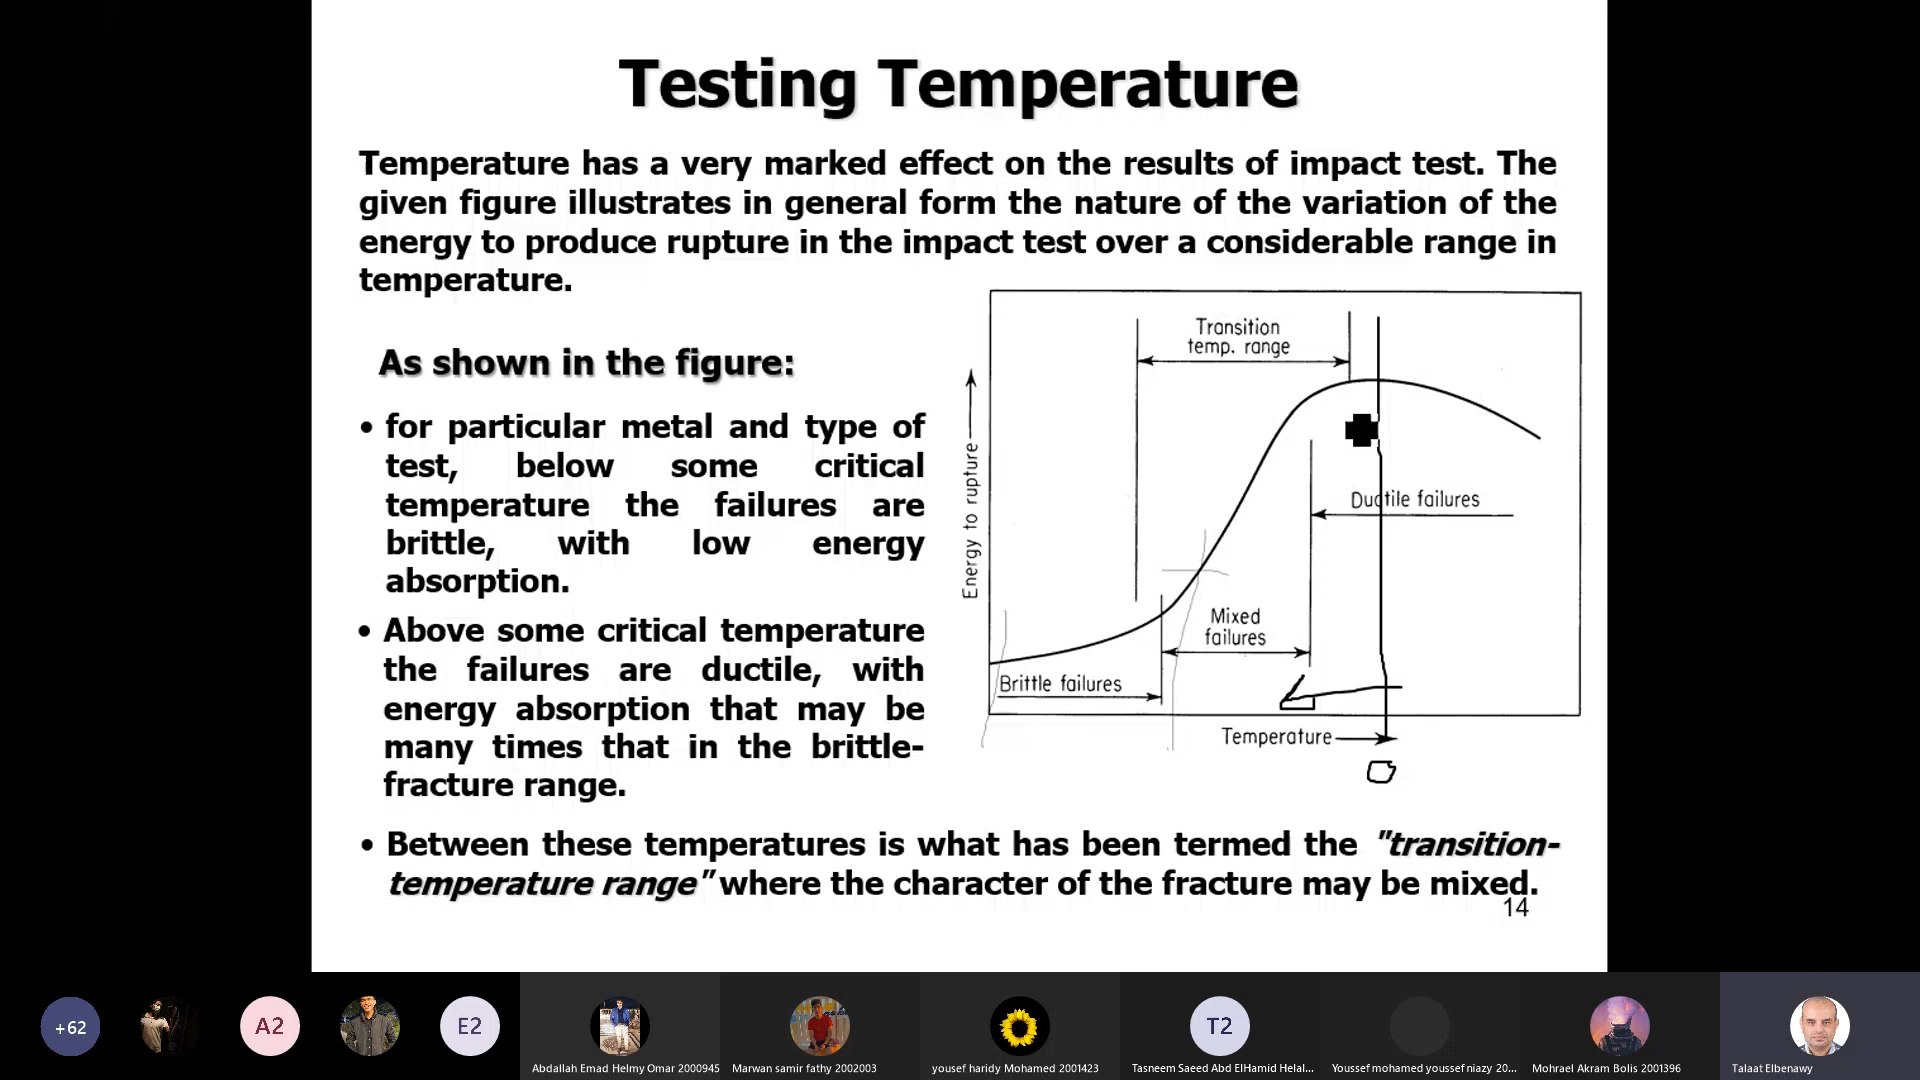 Testing Temperature
Temperature has a very marked effect on the results of impact test. The
given figure illustrates in general form the nature of the variation of the
energy to produce rupture in the impact test over a considerable range in
temperature.
As shown in the figure:
• for particular metal and type of
test, below some critical
temperature the failures are
brittle, with low energy
absorption.
• Above some critical temperature
the failures are ductile, with
energy absorption that may be
many times that in the brittle-
fracture range.
• Between these temperatures is what has been termed the "transition-
temperature range" where the character of the fracture may be mixed.
Transition
temp. range
Energy to rupture
Ductile failures
Mixed
failures
Brittle failures
Temperature
14
+62
A2
E2
T2
Abdallah Emad Helmy Omar 2000945
Marwan samir fathy 2002003
yousef haridy Mohamed 2001423
Tasneem Saeed Abd ElHamid Helal...
Youssef mohamed youssef niazy 20...
Mohrael Akram Bolis 2001396
Talaat Elbenawy